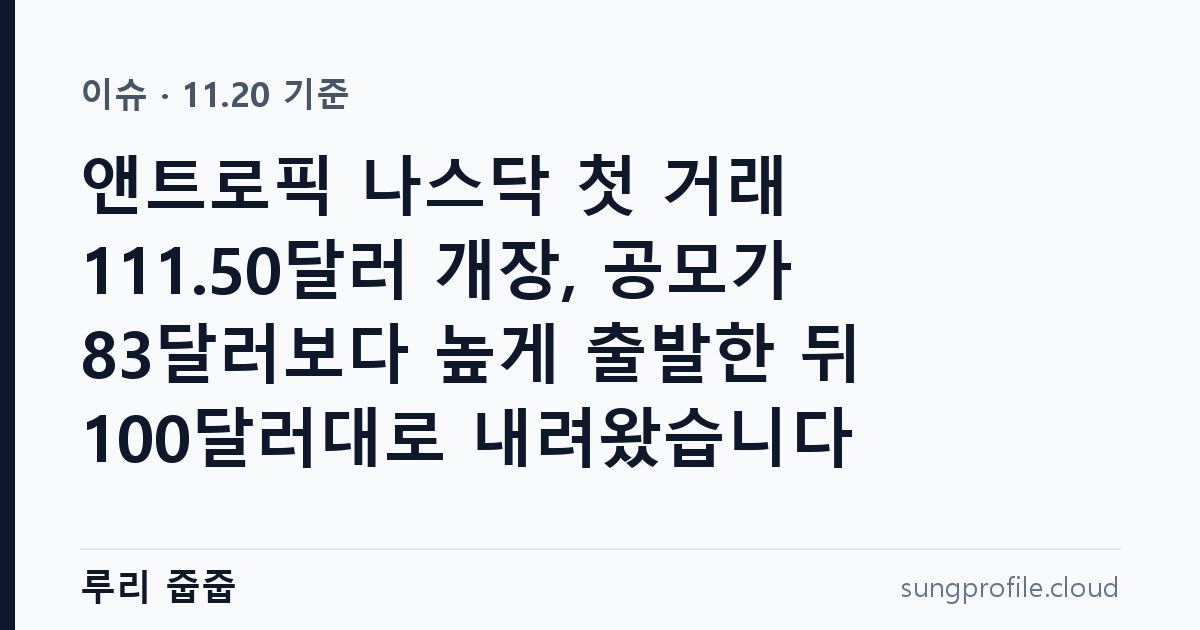 이슈 · 11.20 기준
앤트로픽 나스닥 첫 거래
111.50달러 개장, 공모가
83달러보다 높게 출발한 뒤
100달러대로 내려왔습니다
루리 줍줍
sungprofile.cloud